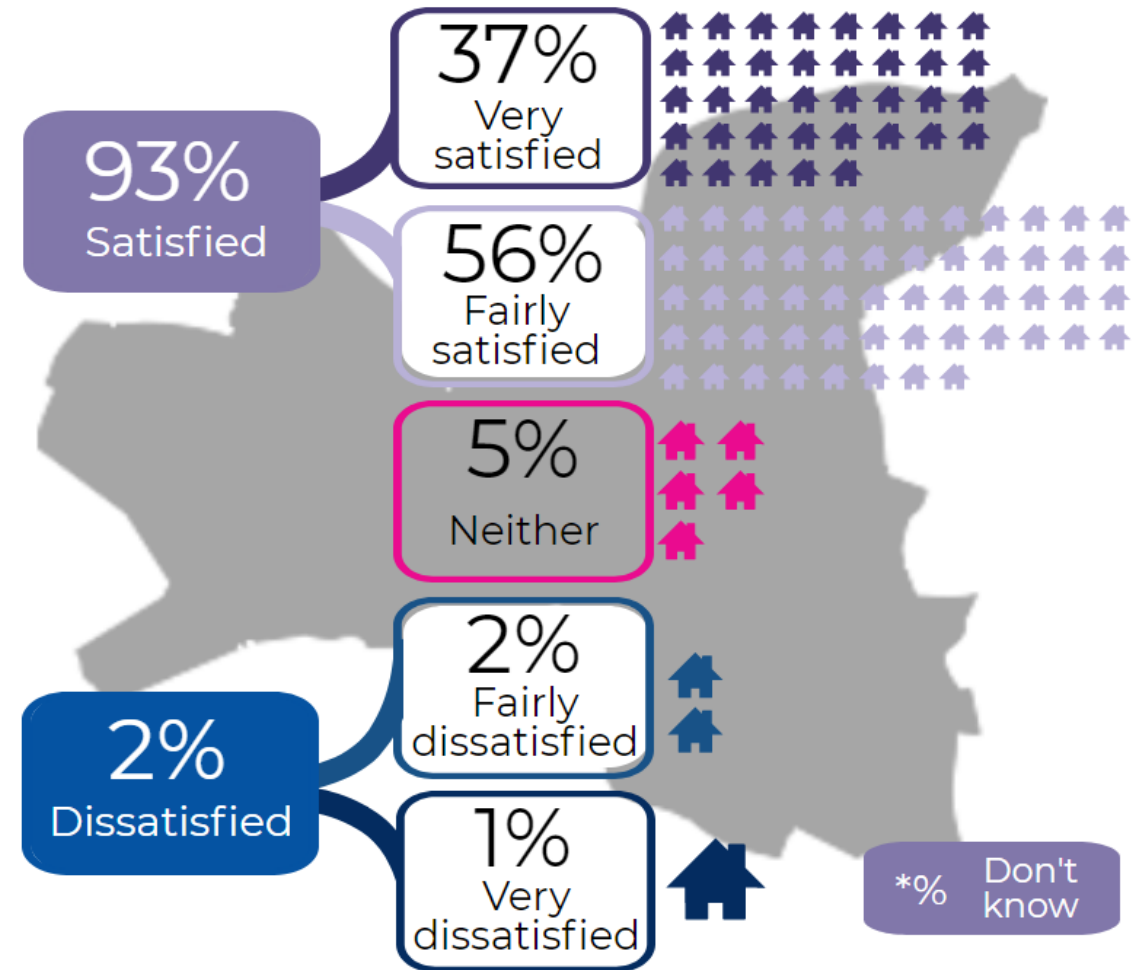 93%
Satisfied
37%
Very
satisfied
56%
Fairly
satisfied
5%
Neither
2%
Dissatisfied
2%
Fairly
dissatisfied
1%
Very
dissatisfied
*% Don't
know